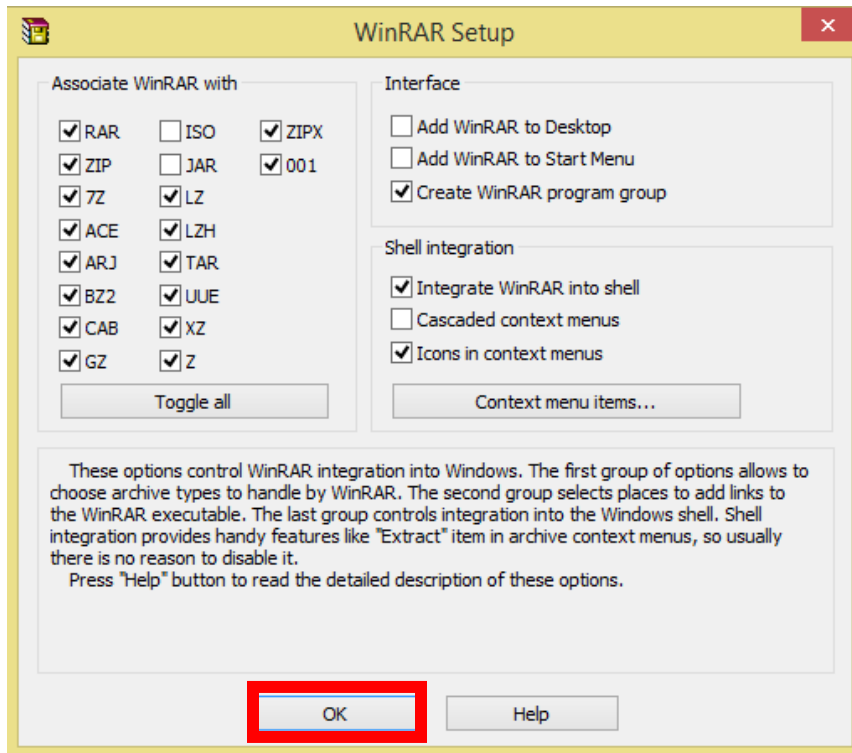 WinRAR Setup
Associate WinRAR with
RAR ISO ZIPX
ZIP JAR 001
7Z LZ
ACE LZH
ARJ TAR
BZ2 UUE
CAB XZ
GZ Z
Toggle all
Interface
Add WinRAR to Desktop
Add WinRAR to Start Menu
Create WinRAR program group
Shell integration
Integrate WinRAR into shell
Cascaded context menus
Icons in context menus
Context menu items...
These options control WinRAR integration into Windows. The first group of options allows to
choose archive types to handle by WinRAR. The second group selects places to add links to
the WinRAR executable. The last group controls integration into the Windows shell. Shell
integration provides handy features like "Extract" item in archive context menus, so usually
there is no reason to disable it.
Press "Help" button to read the detailed description of these options.
OK Help